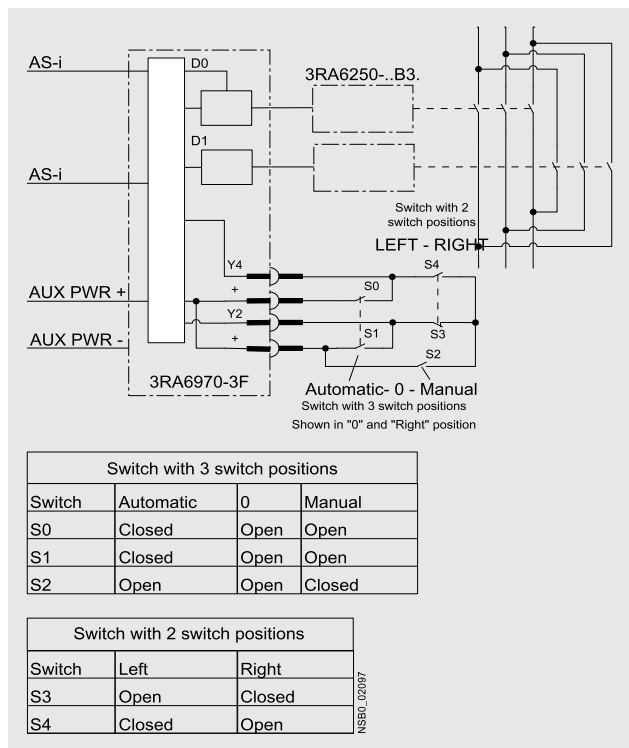 AS-i
D0
3RA6250-..B3.
D1
AS-i
Switch with 2
switch positions
LEFT - RIGHT
Y4
S4
AUX PWR +
+
S0
Y2
AUX PWR -
+
S1
S3
S2
3RA6970-3F
Automatic- 0 - Manual
Switch with 3 switch positions
Shown in "0" and "Right" position
Switch with 3 switch positions
Switch Automatic 0 Manual
S0 Closed Open Open
S1 Closed Open Open
S2 Open Open Closed
Switch with 2 switch positions
Switch Left Right
S3 Open Closed
S4 Closed Open
NSB0_02097